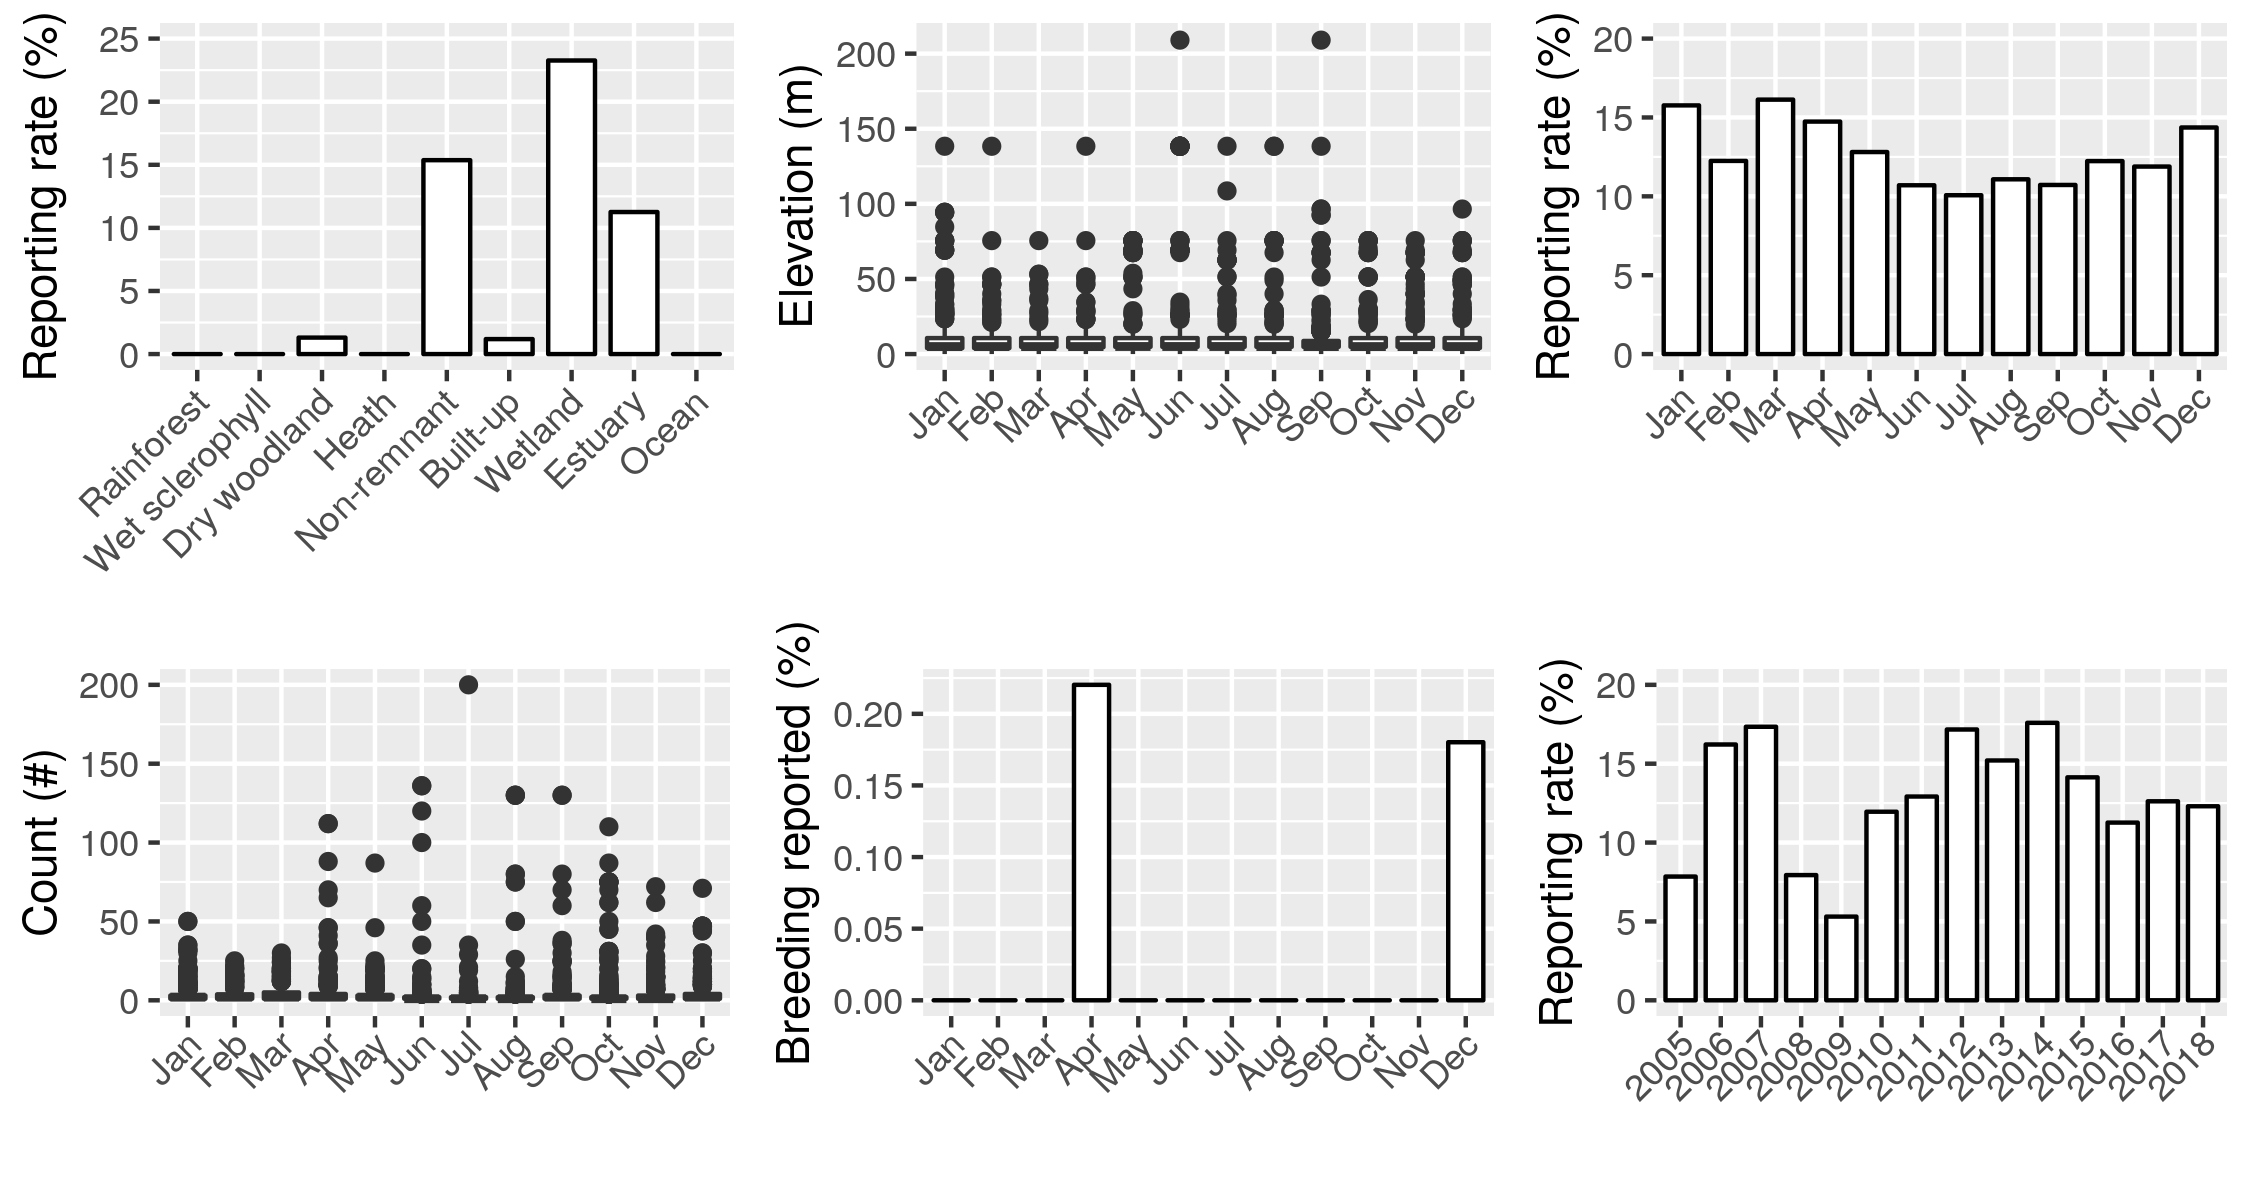 Reporting rate (%)
25
20
15
10
5
0
Rainforest
Wet sclerophyll
Dry woodland
Heath
Non-remnant
Built-up
Wetland
Estuary
Ocean
Elevation (m)
200
150
100
50
0
Jan
Feb
Mar
Apr
May
Jun
Jul
Aug
Sep
Oct
Nov
Dec
Reporting rate (%)
20
15
10
5
0
Jan
Feb
Mar
Apr
May
Jun
Jul
Aug
Sep
Oct
Nov
Dec
Count (#)
200
150
100
50
0
Jan
Feb
Mar
Apr
May
Jun
Jul
Aug
Sep
Oct
Nov
Dec
Breeding reported (%)
0.20
0.15
0.10
0.05
0.00
Jan
Feb
Mar
Apr
May
Jun
Jul
Aug
Sep
Oct
Nov
Dec
Reporting rate (%)
20
15
10
5
0
2005
2006
2007
2008
2009
2010
2011
2012
2013
2014
2015
2016
2017
2018